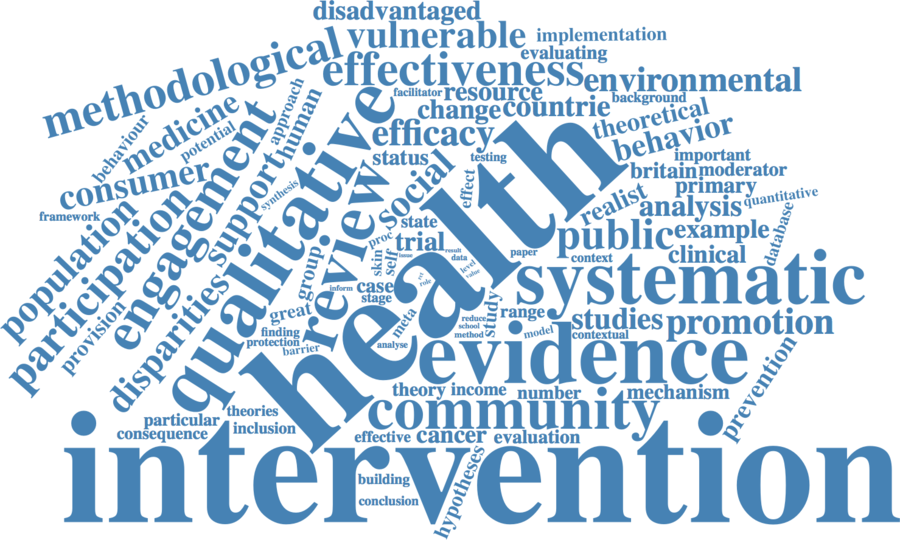 disadvantaged
vulnerable
implementation
methodological
evaluating
effectiveness
environmental
facilitator
resource
background
medicine
approach
human
change
countrie
theoretical
behaviour
potential
efficacy
behavior
engagement
qualitative
status
testing
important
consumer
support
synthesis
social
effect
britain
moderator
primary
quantitative
framework
population
participation
review
state
realist
analysis
database
proc
trial
issue
result
data
paper
public
example
group
skin
self
context
clinical
health
level
value
role
systematic
inform
case
stage
provision
disparities
great
meta
study
range
studies
promotion
reduce
school
method
model
contextual
finding
protection
barrier
analyse
evidence
prevention
theory
income
number
mechanism
particular
theories
community
consequence
inclusion
effective
cancer
evaluation
intervention
building
hypotheses
conclusion